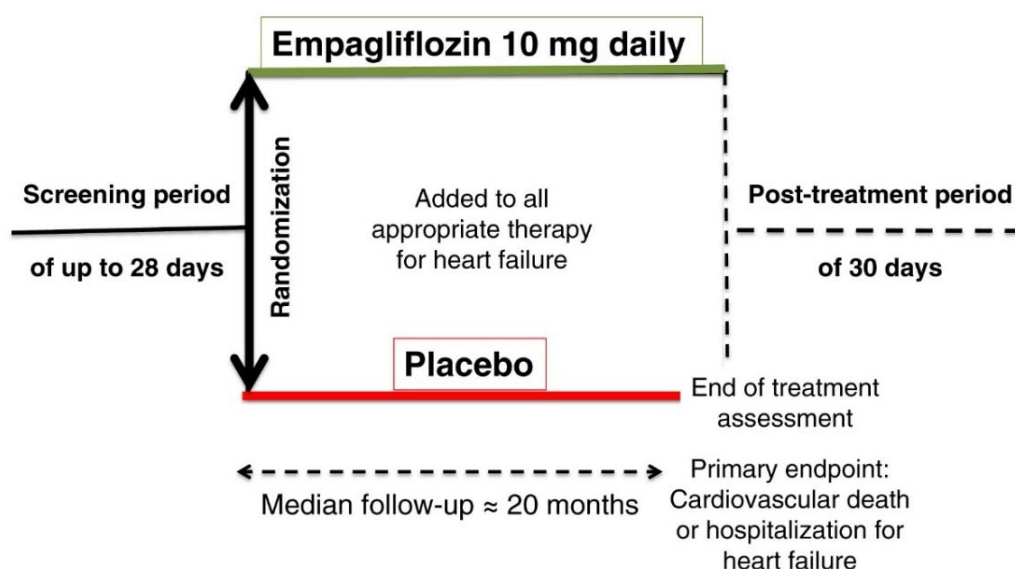 Empagliflozin 10 mg daily
Screening period
of up to 28 days
Randomization
Added to all
appropriate therapy
for heart failure
Post-treatment period
of 30 days
Placebo
End of treatment
assessment
Median follow-up ≈ 20 months
Primary endpoint:
Cardiovascular death
or hospitalization for
heart failure